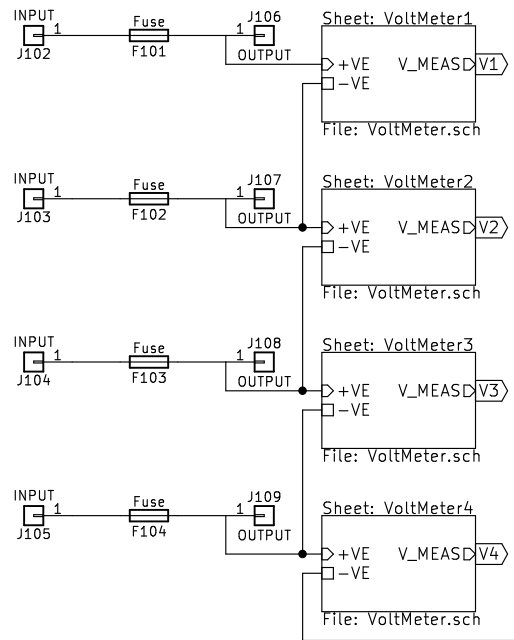 INPUT
1
J102
Fuse
F101
J106
1
OUTPUT
Sheet: VoltMeter1
+VE
V_MEAS
V1
-VE
File: VoltMeter.sch
INPUT
1
J103
Fuse
F102
J107
1
OUTPUT
Sheet: VoltMeter2
+VE
V_MEAS
V2
-VE
File: VoltMeter.sch
INPUT
1
J104
Fuse
F103
J108
1
OUTPUT
Sheet: VoltMeter3
+VE
V_MEAS
V3
-VE
File: VoltMeter.sch
INPUT
1
J105
Fuse
F104
J109
1
OUTPUT
Sheet: VoltMeter4
+VE
V_MEAS
V4
-VE
File: VoltMeter.sch